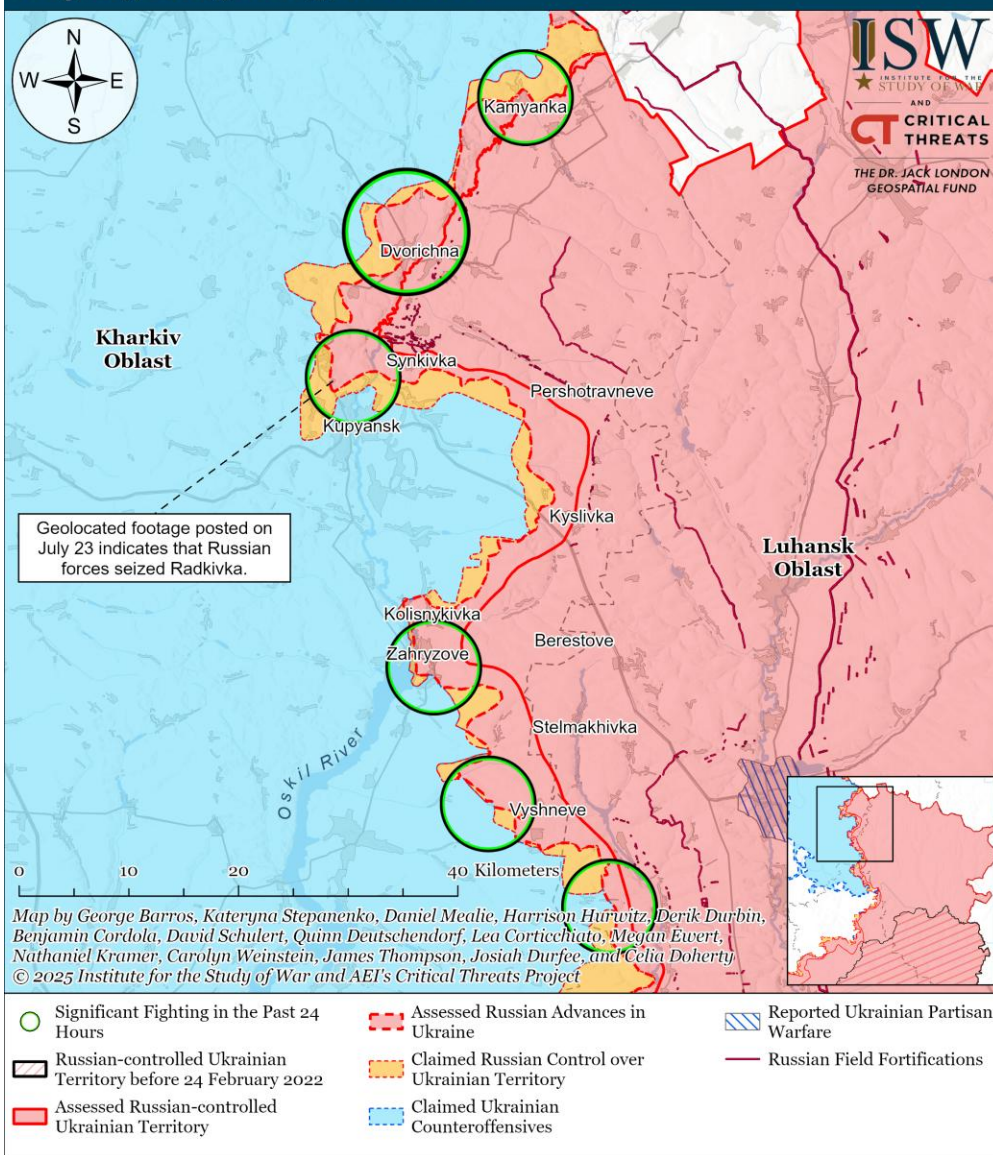 N
W
E
S
ISW
INSTITUTE FOR THE
STUDY OF WAR
AND
CT CRITICAL
THREATS
THE DR. JACK LONDON
GEOSPATIAL FUND
Kamyanka
Dvorichna
Kharkiv
Oblast
Synkivka
Pershotravneve
Kupyansk
Geolocated footage posted on
July 23 indicates that Russian
forces seized Radkivka.
Kyslivka
Luhansk
Oblast
Kolisnykivka
Zahryzove
Berestove
Stelmakhivka
Oskil River
Vyshneve
0 10 20 40 Kilometers
Map by George Barros, Kateryna Stepanenko, Daniel Mealie, Harrison Hurwitz, Derik Durbin,
Benjamin Cordola, David Schulert, Quinn Deutschendorf, Lea Corticchiato, Megan Ewert,
Nathaniel Kramer, Carolyn Weinstein, James Thompson, Josiah Durfee, and Celia Doherty
© 2025 Institute for the Study of War and AEI's Critical Threats Project
Significant Fighting in the Past 24
Hours
Russian-controlled Ukrainian
Territory before 24 February 2022
Assessed Russian-controlled
Ukrainian Territory
Assessed Russian Advances in
Ukraine
Claimed Russian Control over
Ukrainian Territory
Claimed Ukrainian
Counteroffensives
Reported Ukrainian Partisan
Warfare
Russian Field Fortifications